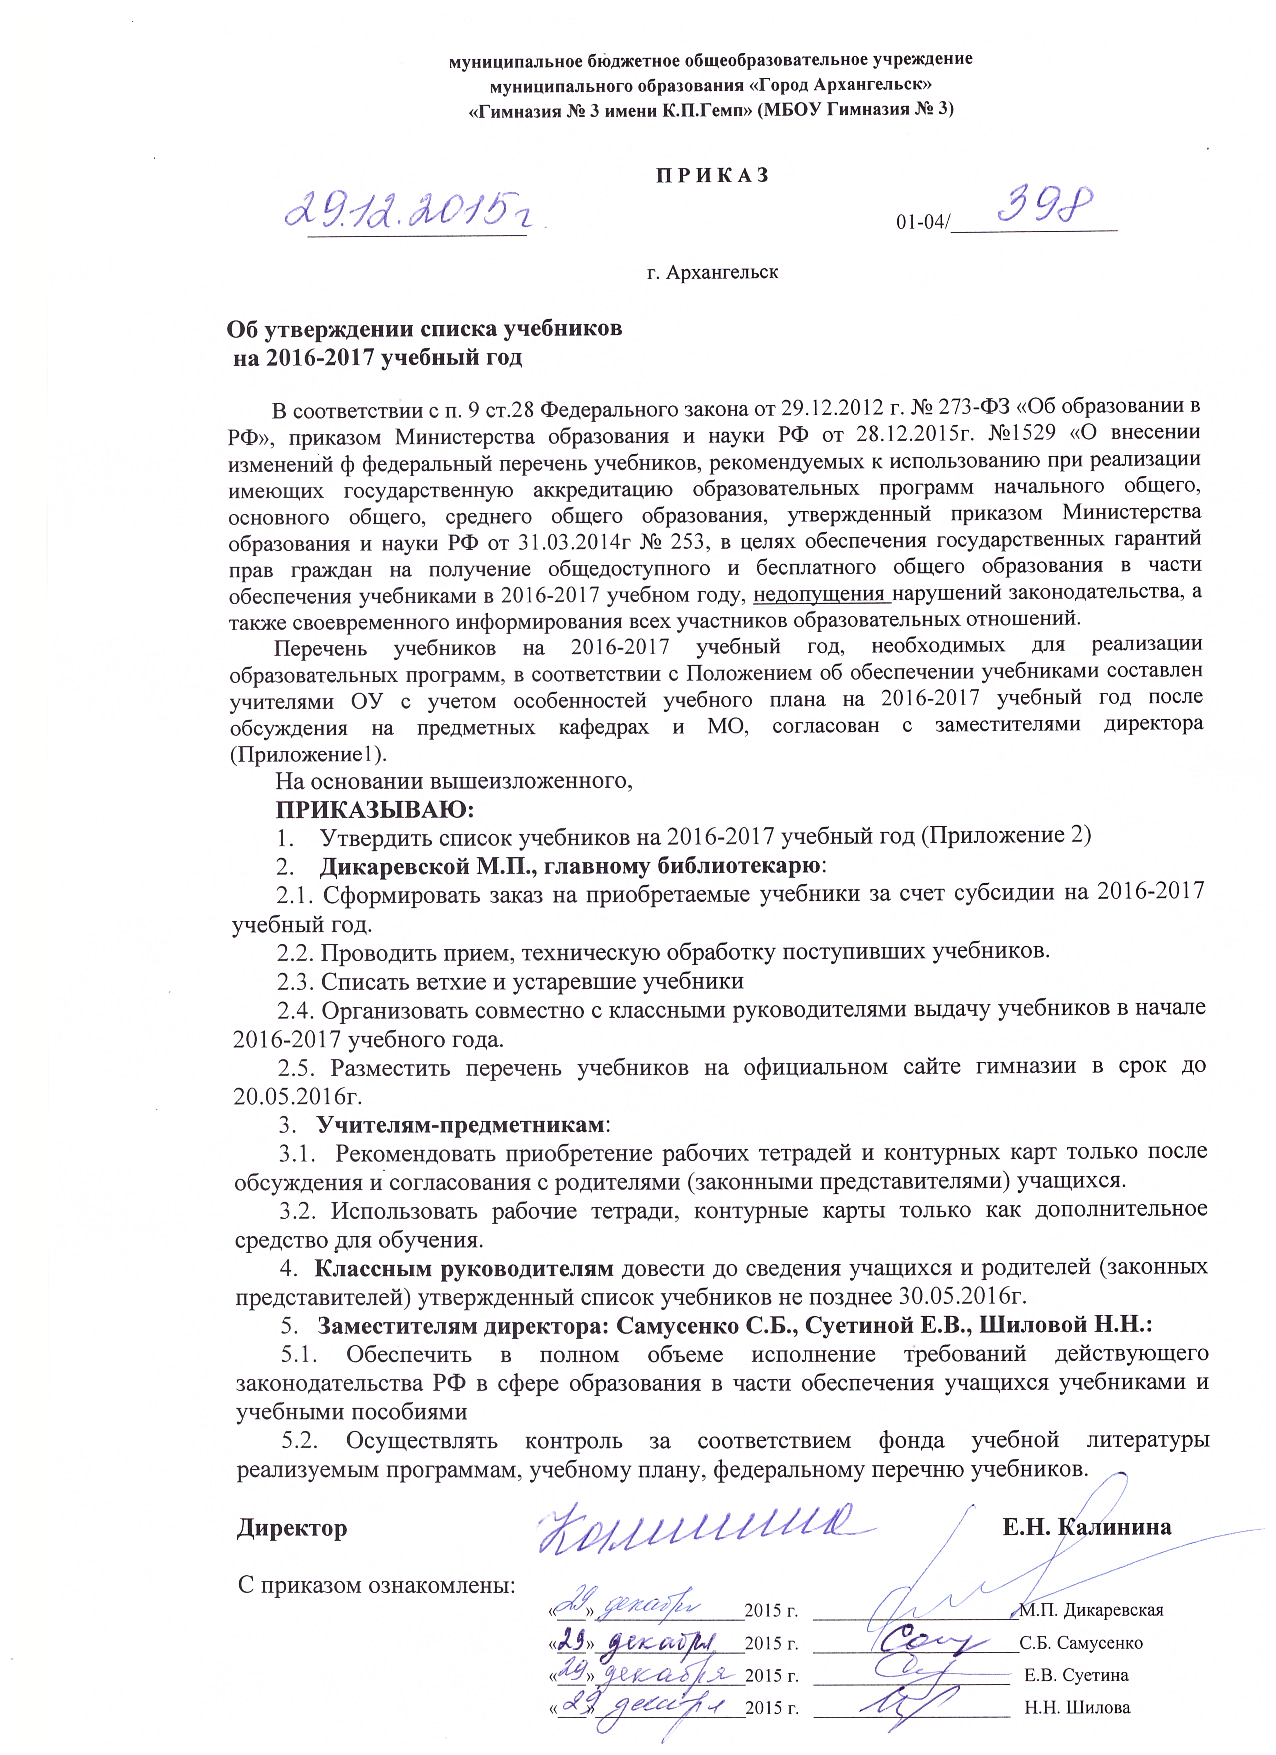 муниципальное бюджетное общеобразовательное учреждение
муниципального образования «Город Архангельск»
«Гимназия № 3 имени К.П.Гемп» (МБОУ Гимназия № 3)
П Р И К А З
29.12.2015г 01-04/ 398
г. Архангельск
Об утверждении списка учебников
на 2016-2017 учебный год
В соответствии с п. 9 ст.28 Федерального закона от 29.12.2012 г. № 273-ФЗ «Об образовании в
РФ», приказом Министерства образования и науки РФ от 28.12.2015г. №1529 «О внесении
изменений ф федеральный перечень учебников, рекомендуемых к использованию при реализации
имеющих государственную аккредитацию образовательных программ начального общего,
основного общего, среднего общего образования, утвержденный приказом Министерства
образования и науки РФ от 31.03.2014г № 253, в целях обеспечения государственных гарантий
прав граждан на получение общедоступного и бесплатного общего образования в части
обеспечения учебниками в 2016-2017 учебном году, недопущения нарушений законодательства, а
также своевременного информирования всех участников образовательных отношений.
Перечень учебников на 2016-2017 учебный год, необходимых для реализации
образовательных программ, в соответствии с Положением об обеспечении учебниками составлен
учителями ОУ с учетом особенностей учебного плана на 2016-2017 учебный год после
обсуждения на предметных кафедрах и МО, согласован с заместителями директора
(Приложение1).
На основании вышеизложенного,
ПРИКАЗЫВАЮ:
1. Утвердить список учебников на 2016-2017 учебный год (Приложение 2)
2. Дикаревской М.П., главному библиотекарю:
2.1. Сформировать заказ на приобретаемые учебники за счет субсидии на 2016-2017
учебный год.
2.2. Проводить прием, техническую обработку поступивших учебников.
2.3. Списать ветхие и устаревшие учебники
2.4. Организовать совместно с классными руководителями выдачу учебников в начале
2016-2017 учебного года.
2.5. Разместить перечень учебников на официальном сайте гимназии в срок до
20.05.2016г.
3. Учителям-предметникам:
3.1. Рекомендовать приобретение рабочих тетрадей и контурных карт только после
обсуждения и согласования с родителями (законными представителями) учащихся.
3.2. Использовать рабочие тетради, контурные карты только как дополнительное
средство для обучения.
4. Классным руководителям довести до сведения учащихся и родителей (законных
представителей) утвержденный список учебников не позднее 30.05.2016г.
5. Заместителям директора: Самусенко С.Б., Суетиной Е.В., Шиловой Н.Н.:
5.1. Обеспечить в полном объеме исполнение требований действующего
законодательства РФ в сфере образования в части обеспечения учащихся учебниками и
учебными пособиями
5.2. Осуществлять контроль за соответствием фонда учебной литературы
реализуемым программам, учебному плану, федеральному перечню учебников.
Директор Калинина Е.Н. Калинина
С приказом ознакомлены:
«29» декабря 2015 г. М.П. Дикаревская
«29» декабря 2015 г. С.Б. Самусенко
«29» декабря 2015 г. Е.В. Суетина
«29» декабря 2015 г. Н.Н. Шилова